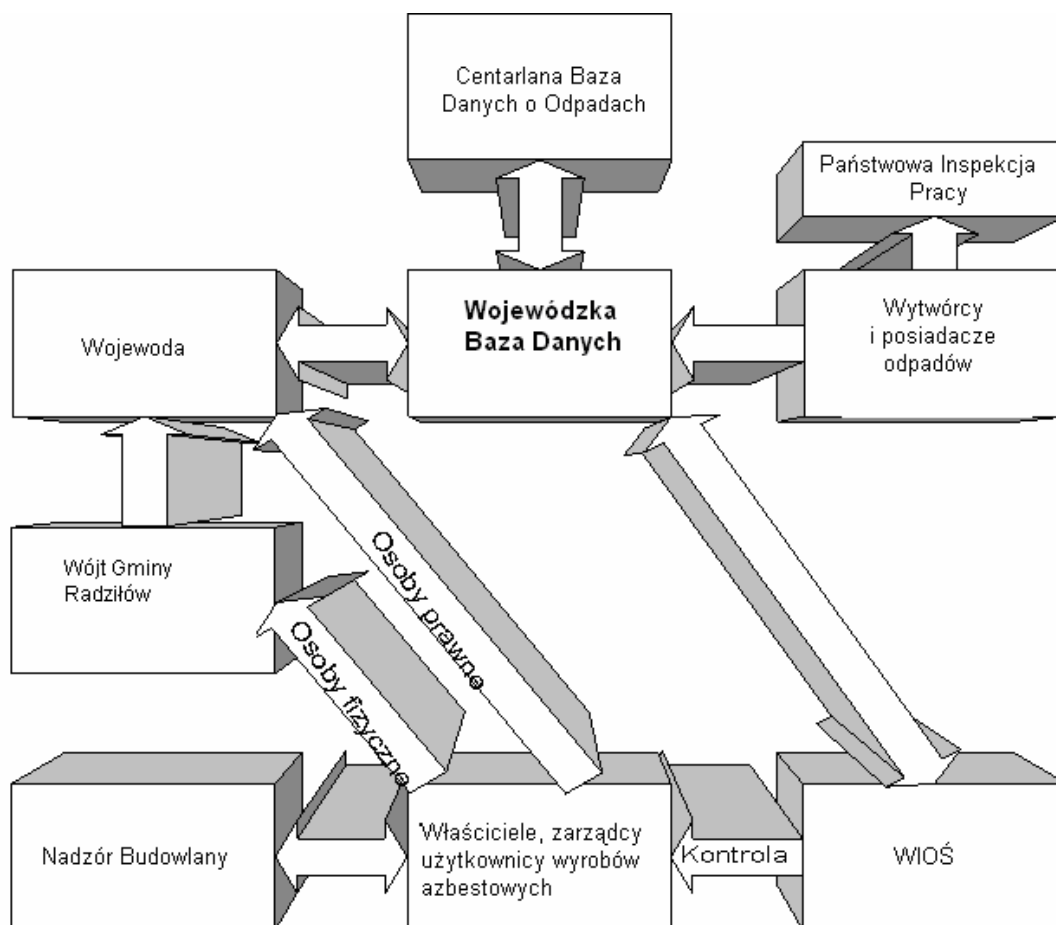 Centarlana Baza
Danych o Odpadach
Państwowa Inspekcja
Pracy
Wojewoda
Wojewódzka
Baza Danych
Wytwórcy
i posiadacze
odpadów
Wójt Gminy
Radziłów
Osoby prawne
Osoby fizyczne
Nadzór Budowlany
Właściciele, zarządcy
użytkownicy wyrobów
azbestowych
Kontrola
WIOŚ